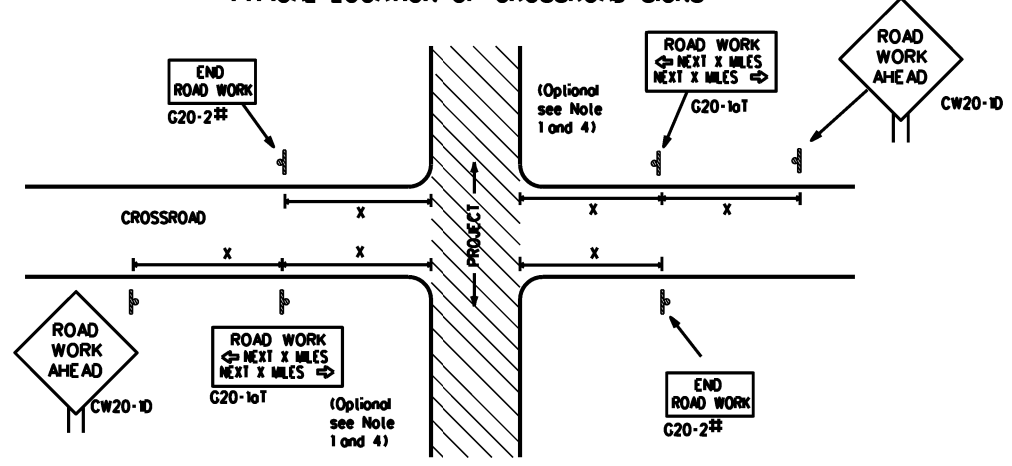 TYPICAL LOCATION OF CROSSROAD SIGNS
END
ROAD WORK
G20-2#
(Optional
see Note
1 and 4)
ROAD WORK
⇦ NEXT X MILES
NEXT X MILES ⇨
G20-1aT
ROAD
WORK
AHEAD
CW20-1D
CROSSROAD
X
X
X
PROJECT
X
X
X
ROAD
WORK
AHEAD
CW20-1D
ROAD WORK
⇦ NEXT X MILES
NEXT X MILES ⇨
G20-1aT
(Optional
see Note
1 and 4)
END
ROAD WORK
G20-2#